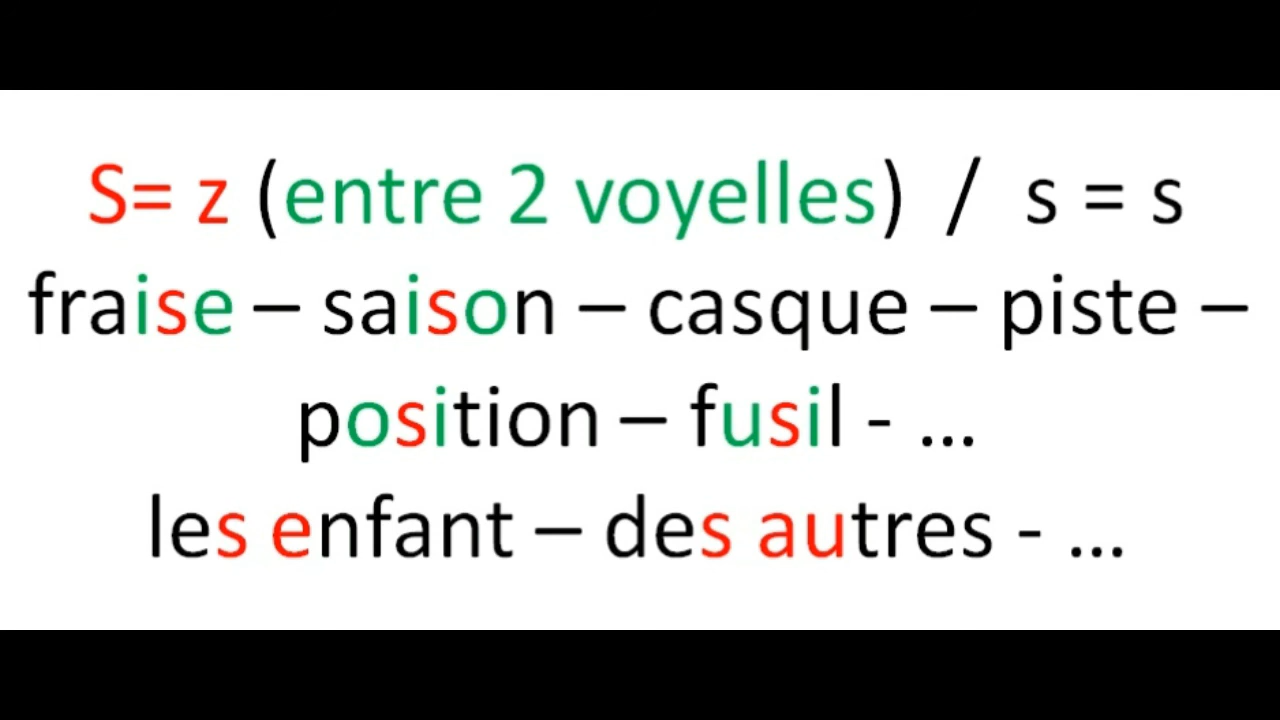 S= z (entre 2 voyelles) / s = s
fraise – saison – casque – piste –
position – fusil - ...
les enfant – des autres - ...